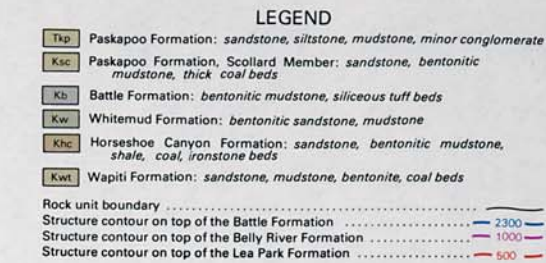 LEGEND
Tkp Paskapoo Formation: sandstone, siltstone, mudstone, minor conglomerate
Ksc Paskapoo Formation, Scollard Member: sandstone, bentonitic
mudstone, thick coal beds
Kb Battle Formation: bentonitic mudstone, siliceous tuff beds
Kw Whitemud Formation: bentonitic sandstone, mudstone
Khc Horseshoe Canyon Formation: sandstone, bentonitic mudstone,
shale, coal, ironstone beds
Kwt Wapiti Formation: sandstone, mudstone, bentonite, coal beds
Rock unit boundary
Structure contour on top of the Battle Formation 2300
Structure contour on top of the Belly River Formation 1000
Structure contour on top of the Lea Park Formation 500